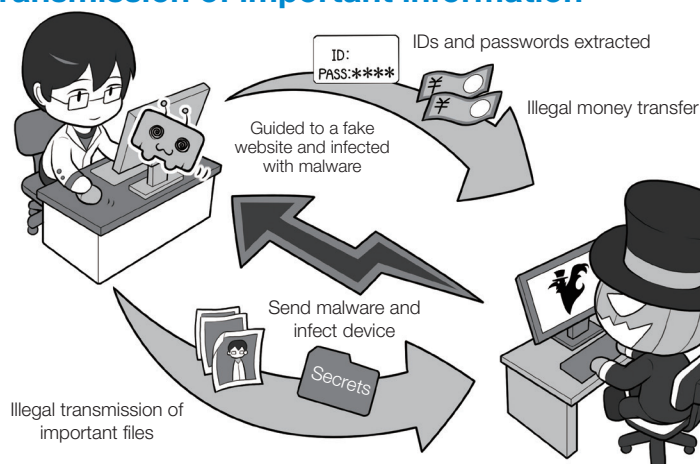 ransmission of important information
ID:
PASS:****
IDs and passwords extracted
¥
¥
Illegal money transfer
Guided to a fake
website and infected
with malware
Send malware and
infect device
Secrets
Illegal transmission of
important files